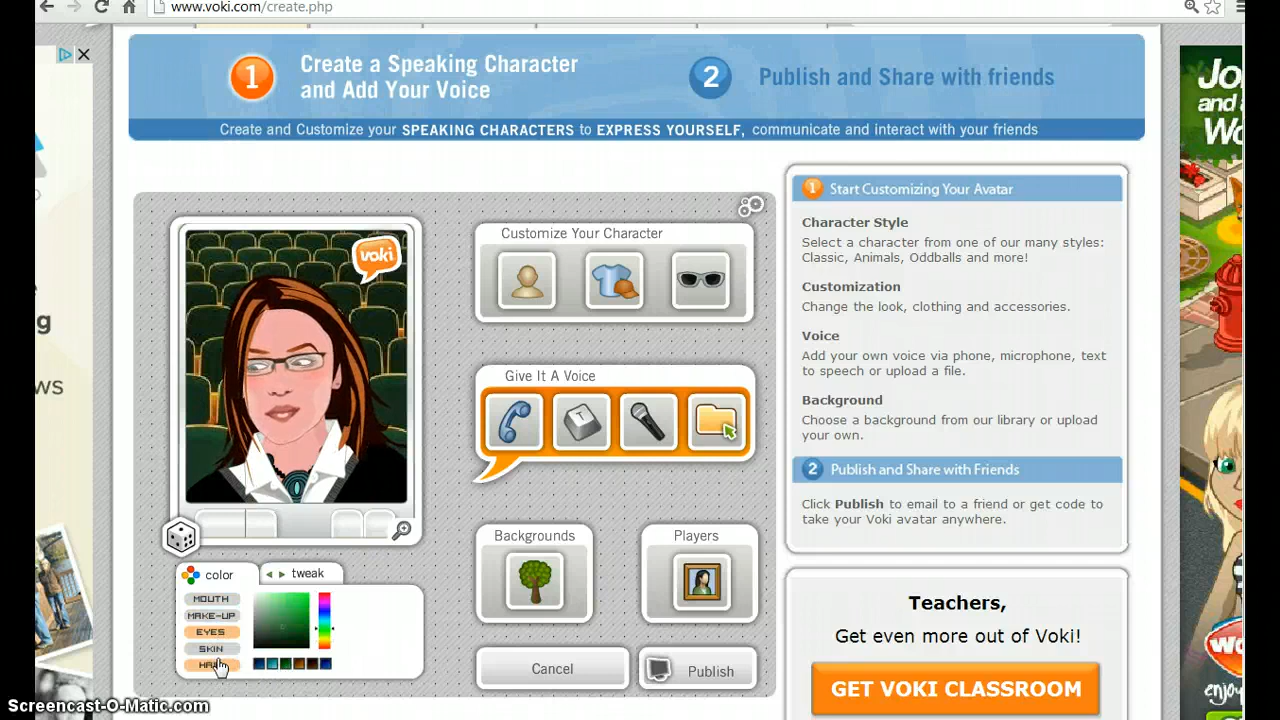 www.voki.com/create.php
1
Create a Speaking Character
and Add Your Voice
2
Publish and Share with friends
Create and Customize your SPEAKING CHARACTERS to EXPRESS YOURSELF, communicate and interact with your friends
voki
color
tweak
MOUTH
MAKE-UP
EYES
SKIN
Customize Your Character
Give It A Voice
Backgrounds
Players
Cancel
Publish
1 Start Customizing Your Avatar
Character Style
Select a character from one of our many styles:
Classic, Animals, Oddballs and more!
Customization
Change the look, clothing and accessories.
Voice
Add your own voice via phone, microphone, text
to speech or upload a file.
Background
Choose a background from our library or upload
your own.
2 Publish and Share with Friends
Click Publish to email to a friend or get code to
take your Voki avatar anywhere.
Teachers,
Get even more out of Voki!
GET VOKI CLASSROOM
and a
enjoy
Screencast-O-Matic.com